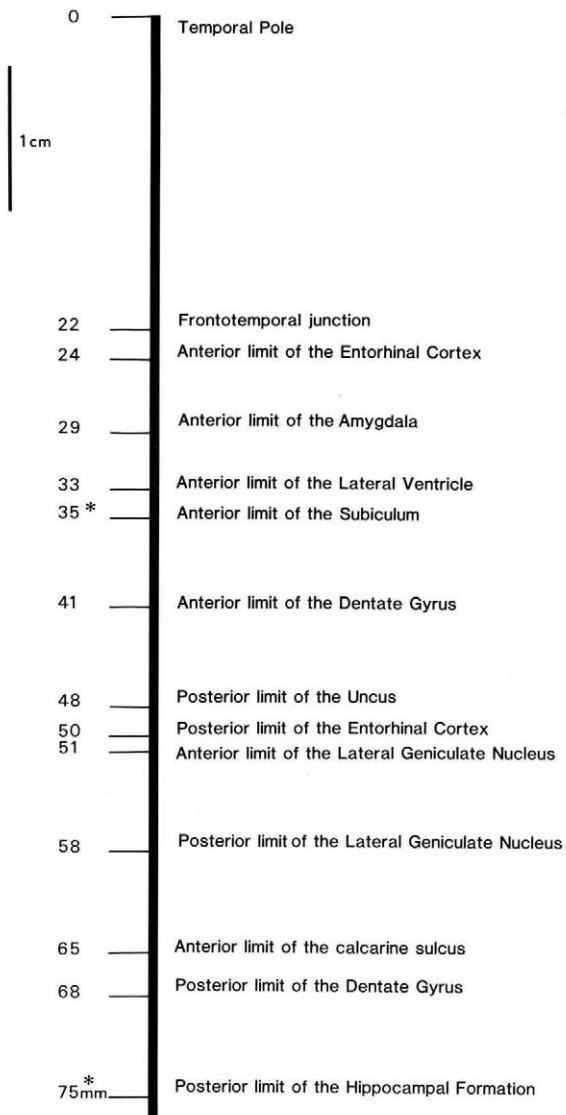 0 Temporal Pole
1cm
22 Frontotemporal junction
24 Anterior limit of the Entorhinal Cortex
29 Anterior limit of the Amygdala
33 Anterior limit of the Lateral Ventricle
35 * Anterior limit of the Subiculum
41 Anterior limit of the Dentate Gyrus
48 Posterior limit of the Uncus
50 Posterior limit of the Entorhinal Cortex
51 Anterior limit of the Lateral Geniculate Nucleus
58 Posterior limit of the Lateral Geniculate Nucleus
65 Anterior limit of the calcarine sulcus
68 Posterior limit of the Dentate Gyrus
75mm* Posterior limit of the Hippocampal Formation